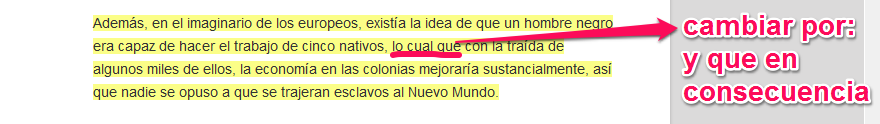 Además, en el imaginario de los europeos, existía la idea de que un hombre negro
era capaz de hacer el trabajo de cinco nativos, lo cual que con la traída de
algunos miles de ellos, la economía en las colonias mejoraría sustancialmente, así
que nadie se opuso a que se trajeran esclavos al Nuevo Mundo.
cambiar por:
y que en
consecuencia